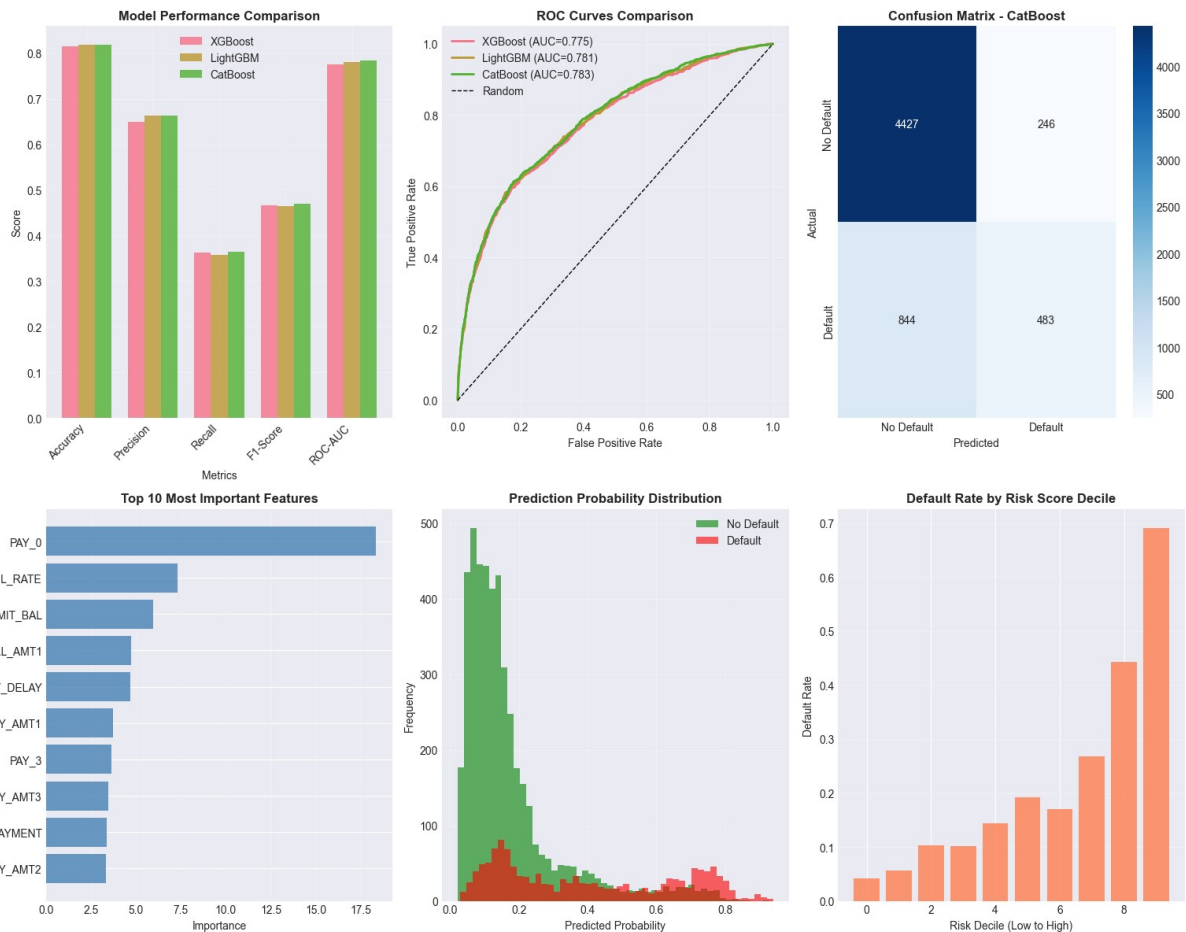 Model Performance Comparison
XGBoost
LightGBM
CatBoost
0.8
0.7
0.6
0.5
0.4
0.3
0.2
0.1
0.0
Score
Accuracy
Precision
Recall
F1-Score
ROC-AUC
Metrics
ROC Curves Comparison
XGBoost (AUC=0.775)
LightGBM (AUC=0.781)
CatBoost (AUC=0.783)
Random
1.0
0.8
0.6
0.4
0.2
0.0
True Positive Rate
0.0 0.2 0.4 0.6 0.8 1.0
False Positive Rate
Confusion Matrix - CatBoost
No Default
Default
Actual
4427 246
844 483
No Default Default
Predicted
4000
3500
3000
2500
2000
1500
1000
500
Top 10 Most Important Features
PAY_0
L_RATE
MIT_BAL
L_AMT1
_DELAY
Y_AMT1
PAY_3
Y_AMT3
AYMENT
Y_AMT2
0.0 2.5 5.0 7.5 10.0 12.5 15.0 17.5
Importance
Prediction Probability Distribution
No Default
Default
500
400
300
200
100
0
Frequency
0.0 0.2 0.4 0.6 0.8
Predicted Probability
Default Rate by Risk Score Decile
0.7
0.6
0.5
0.4
0.3
0.2
0.1
0.0
Default Rate
0 2 4 6 8
Risk Decile (Low to High)